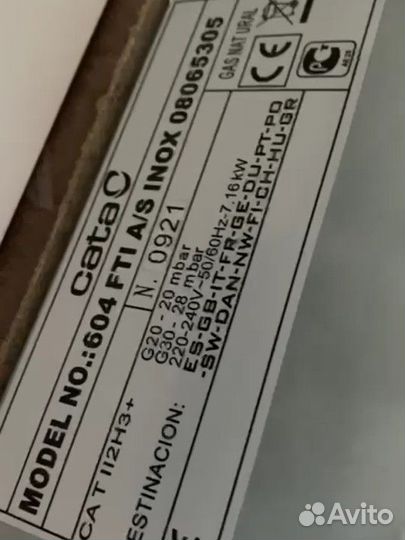 cata
MODEL NO.:604 FTI A/S INOX 08065305
N. 0921
CAT II2H3+
G20 - 20 mbar
G30 - 28 mbar
220-240V~50/60Hz-7.16kW
ESTINACION:
ES-GB-IT-FR-GE-DU-PT-PO
-SW-DAN-NW-FI-CH-HU-GR
GAS NATURAL
CE
Avito